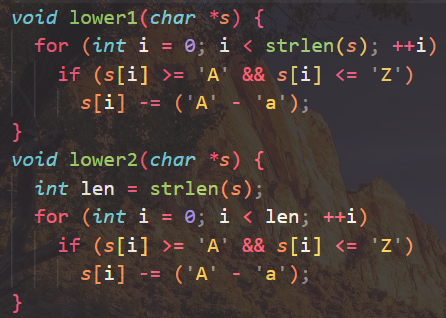 void lower1(char *s) {
  for (int i = 0; i < strlen(s); ++i)
    if (s[i] >= 'A' && s[i] <= 'Z')
      s[i] -= ('A' - 'a');
}
void lower2(char *s) {
  int len = strlen(s);
  for (int i = 0; i < len; ++i)
    if (s[i] >= 'A' && s[i] <= 'Z')
      s[i] -= ('A' - 'a');
}